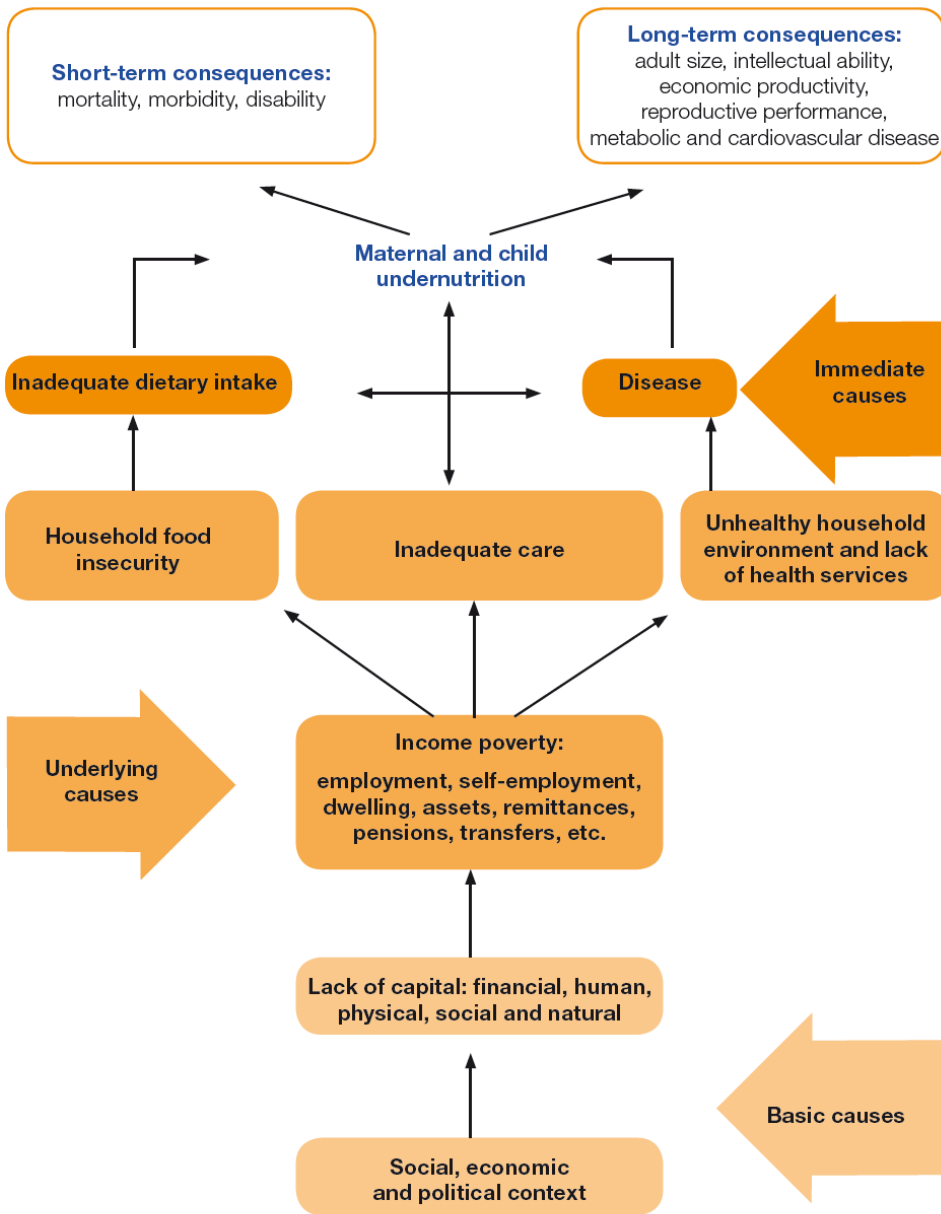 Short-term consequences:
mortality, morbidity, disability
Long-term consequences:
adult size, intellectual ability,
economic productivity,
reproductive performance,
metabolic and cardiovascular disease
Maternal and child
undernutrition
Inadequate dietary intake
Disease
Immediate
causes
Household food
insecurity
Inadequate care
Unhealthy household
environment and lack
of health services
Underlying
causes
Income poverty:
employment, self-employment,
dwelling, assets, remittances,
pensions, transfers, etc.
Lack of capital: financial, human,
physical, social and natural
Basic causes
Social, economic
and political context